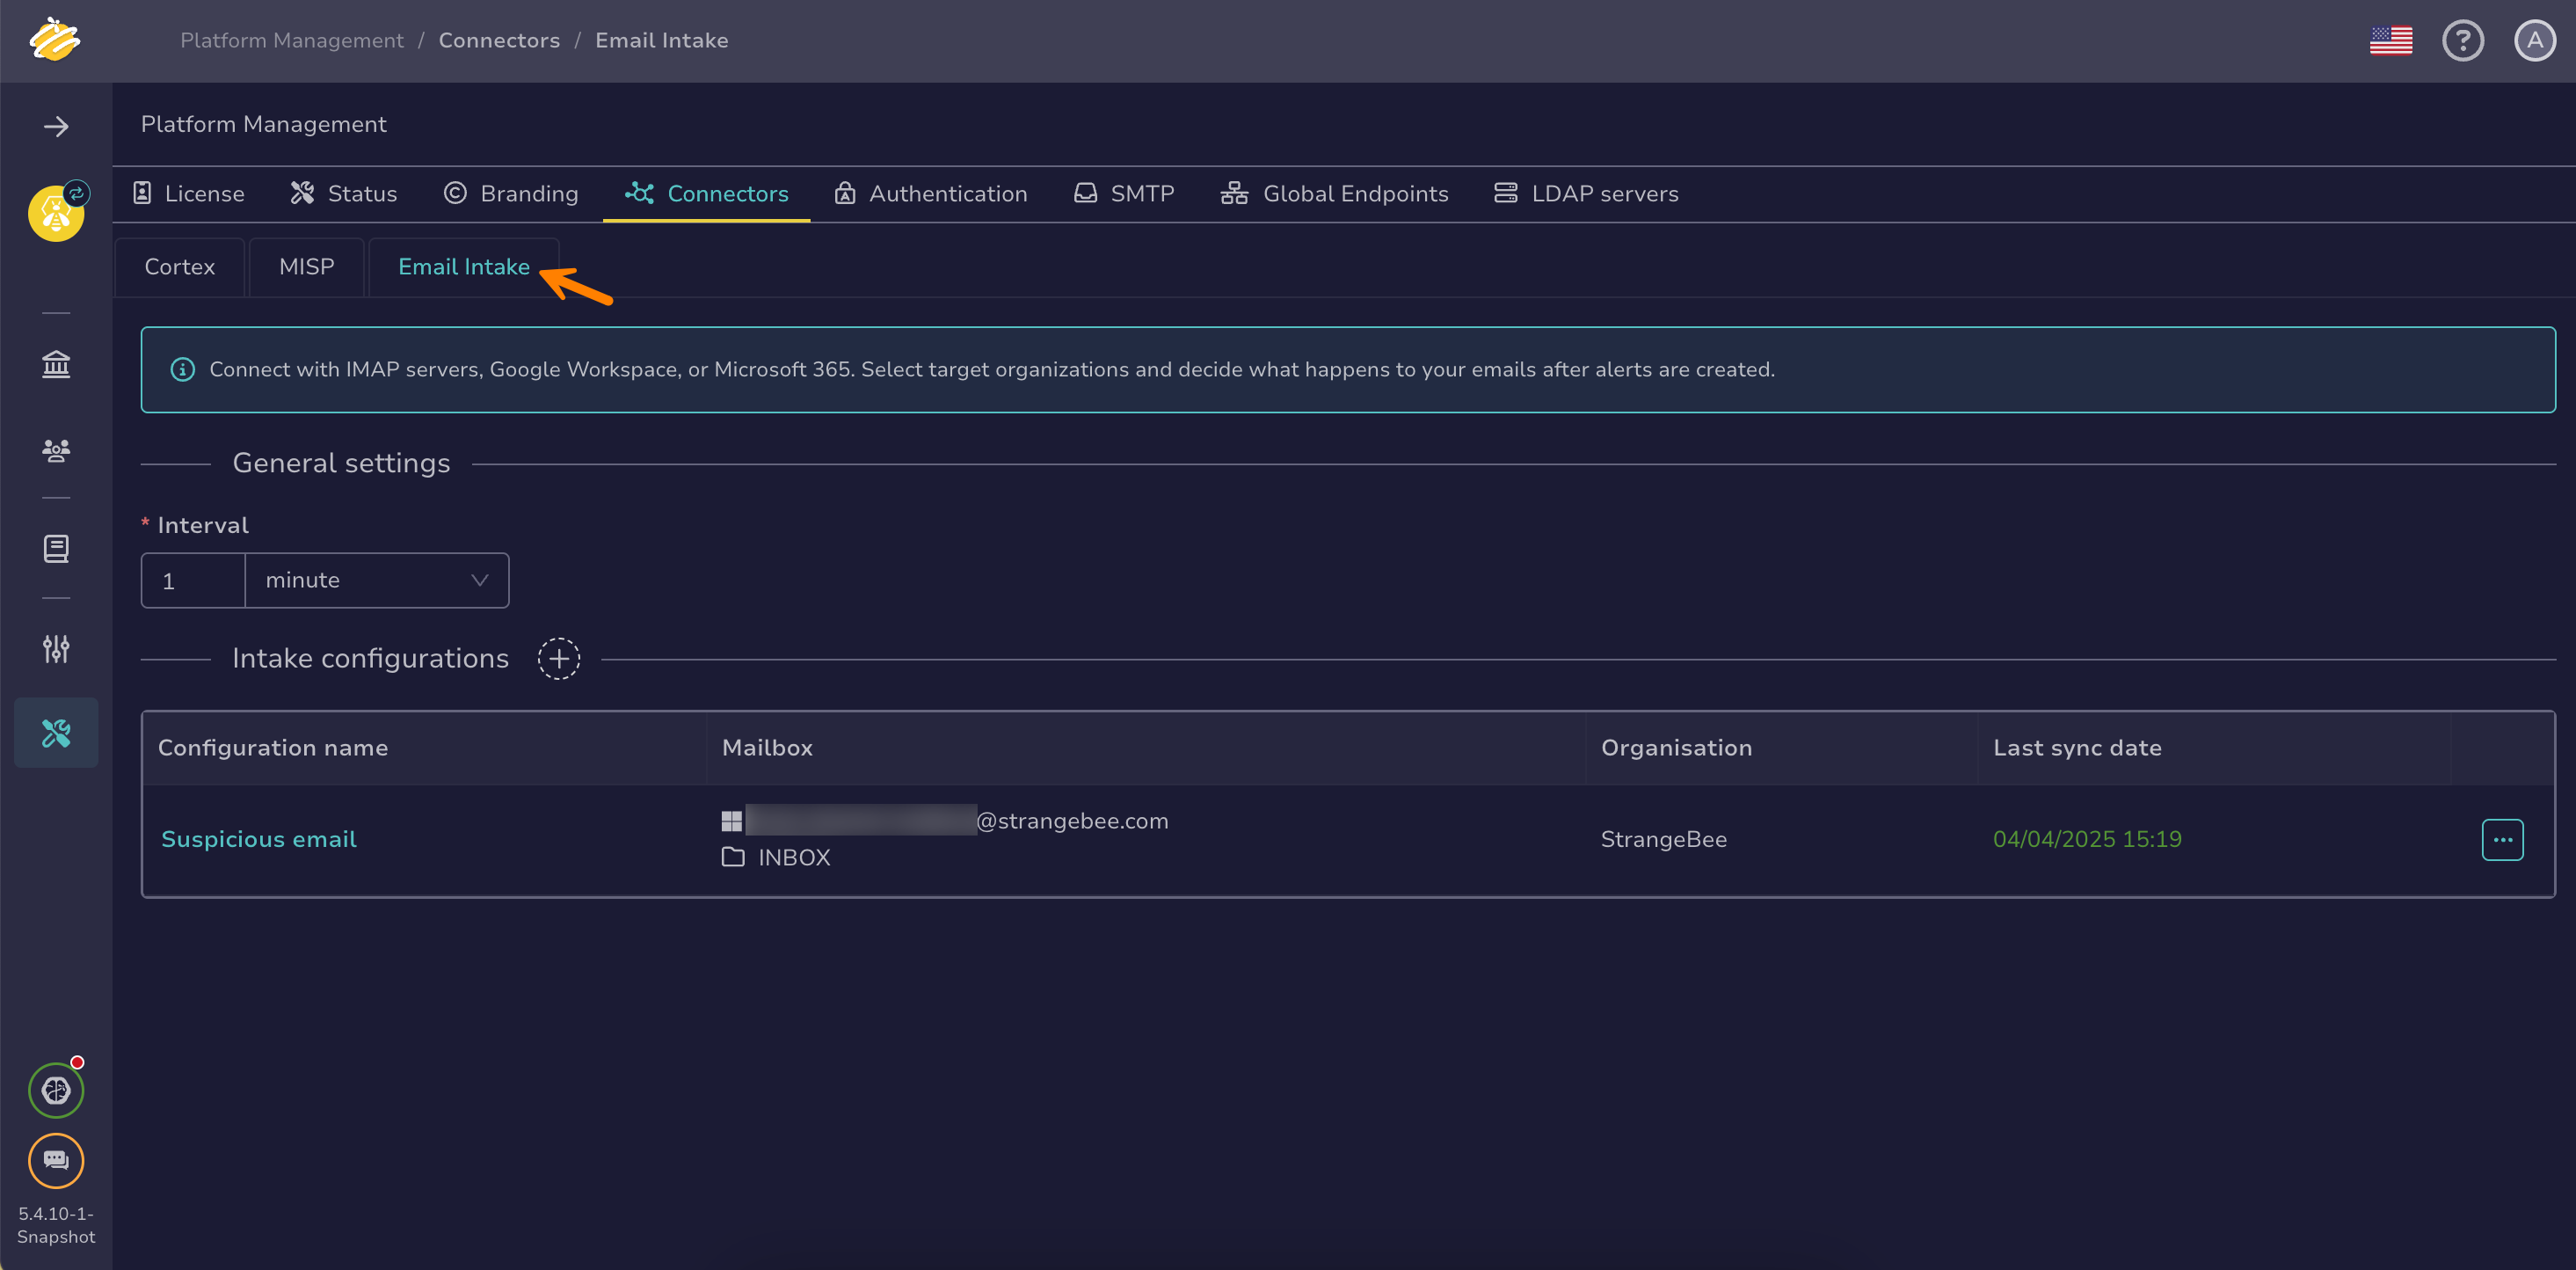 Platform Management / Connectors / Email Intake
A
Platform Management
License Status Branding Connectors Authentication SMTP Global Endpoints LDAP servers
Cortex MISP Email Intake
Connect with IMAP servers, Google Workspace, or Microsoft 365. Select target organizations and decide what happens to your emails after alerts are created.
General settings
* Interval
1 minute
Intake configurations
Configuration name Mailbox Organisation Last sync date
Suspicious email @strangebee.com StrangeBee 04/04/2025 15:19
INBOX
5.4.10-1-
Snapshot